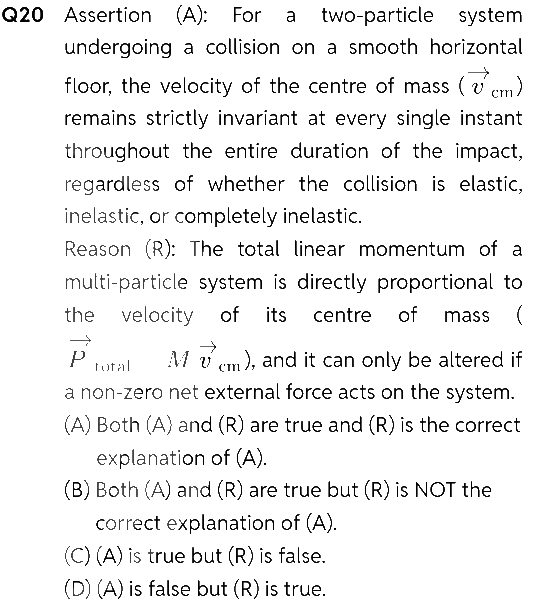 Q20 Assertion (A): For a two-particle system
undergoing a collision on a smooth horizontal
floor, the velocity of the centre of mass (v⃗ cm)
remains strictly invariant at every single instant
throughout the entire duration of the impact,
regardless of whether the collision is elastic,
inelastic, or completely inelastic.
Reason (R): The total linear momentum of a
multi-particle system is directly proportional to
the velocity of its centre of mass (
P⃗ total M v⃗ cm), and it can only be altered if
a non-zero net external force acts on the system.
(A) Both (A) and (R) are true and (R) is the correct
explanation of (A).
(B) Both (A) and (R) are true but (R) is NOT the
correct explanation of (A).
(C) (A) is true but (R) is false.
(D) (A) is false but (R) is true.